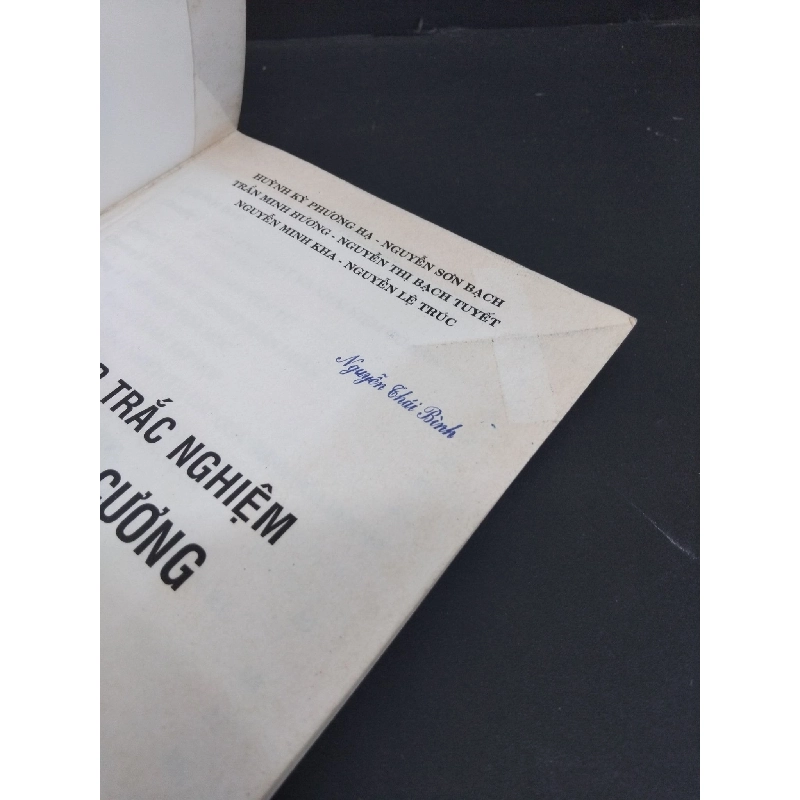 HUỲNH KỲ PHƯƠNG HẠ - NGUYỄN SƠN BẠCH
TRẦN MINH HƯƠNG - NGUYỄN THỊ BẠCH TUYẾT
NGUYỄN MINH KHA - NGUYỄN LỆ TRÚC
Nguyễn Thái Bình
TRẮC NGHIỆM
CƯƠNG